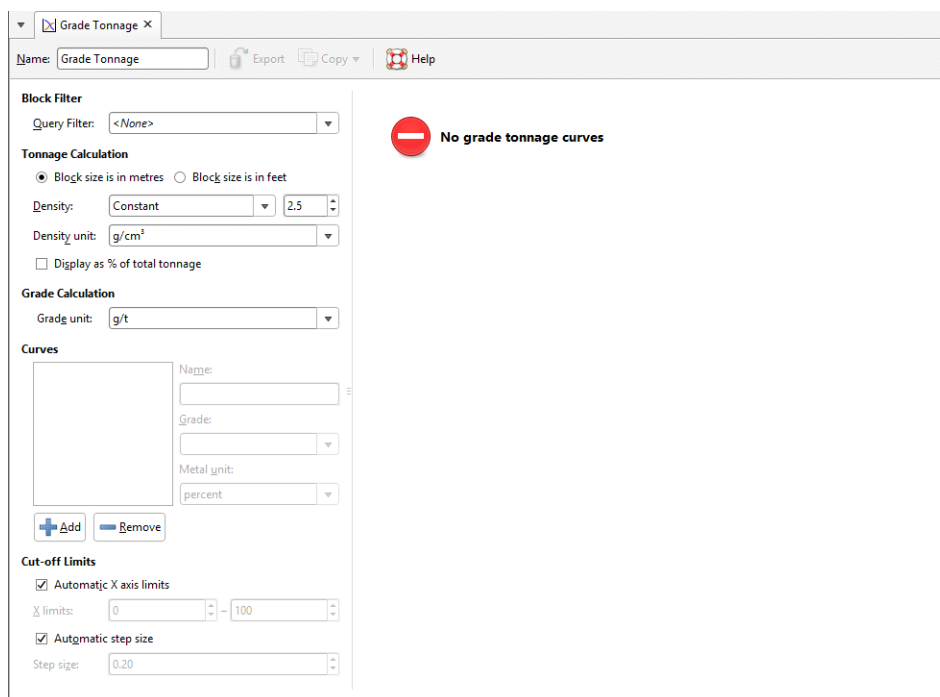 Grade Tonnage
Name: Grade Tonnage Export Copy Help
Block Filter
Query Filter: <None>
No grade tonnage curves
Tonnage Calculation
Block size is in metres Block size is in feet
Density: Constant 2.5
Density unit: g/cm³
Display as % of total tonnage
Grade Calculation
Grade unit: g/t
Curves
Name:
Grade:
Metal unit:
percent
Add Remove
Cut-off Limits
Automatic X axis limits
X limits: 0 – 100
Automatic step size
Step size: 0.20